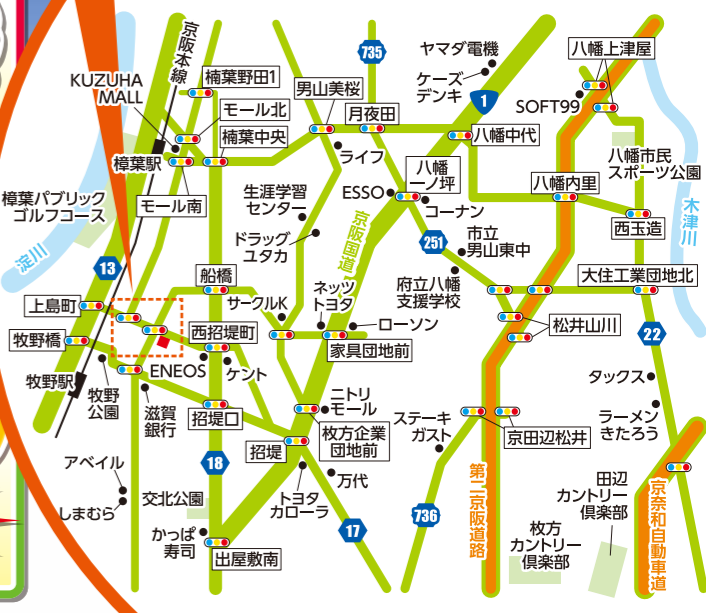 735
ヤマダ電機
ケーズ
デンキ
八幡上津屋
京阪本線
KUZUHA
MALL
楠葉野田1
男山美桜
月夜田
1
SOFT99
モール北
楠葉中央
八幡中代
ライフ
樟葉駅
八幡市民
スポーツ公園
モール南
生涯学習
センター
ESSO
八幡
一ノ坪
八幡内里
樟葉パブリック
ゴルフコース
コーナン
木津川
西玉造
ドラッグ
ユタカ
京阪国道
251
市立
男山東中
淀川
13
船橋
府立八幡
支援学校
大住工業団地北
上島町
サークルK
ネッツ
トヨタ
ローソン
松井山川
22
牧野橋
西招堤町
家具団地前
牧野駅
牧野
公園
ENEOS
ケント
タックス
滋賀
銀行
招堤口
ニトリ
モール
ステーキ
ガスト
ラーメン
きたろう
枚方企業
団地前
京田辺松井
招堤
アベイル
18
万代
第二京阪道路
田辺
カントリー
倶楽部
京奈和自動車道
しまむら
交北公園
トヨタ
カローラ
かっぱ
寿司
17
736
枚方
カントリー
倶楽部
出屋敷南